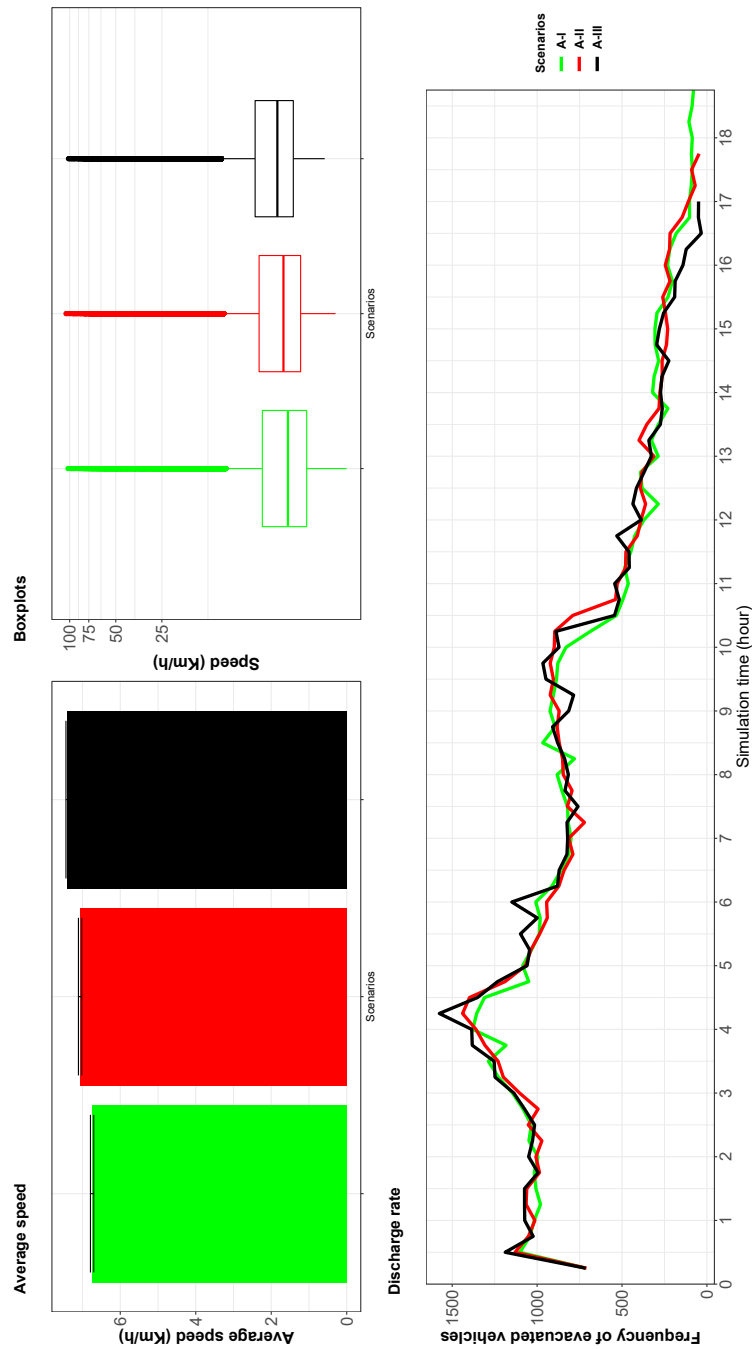 Average speed
Average speed (Km/h)
6
4
2
0
Scenarios
Boxplots
Speed (Km/h)
100
75
50
25
Scenarios
Discharge rate
Frequency of evacuated vehicles
1500
1000
500
0
0 1 2 3 4 5 6 7 8 9 10 11 12 13 14 15 16 17 18
Simulation time (hour)
Scenarios
A-I
A-II
A-III